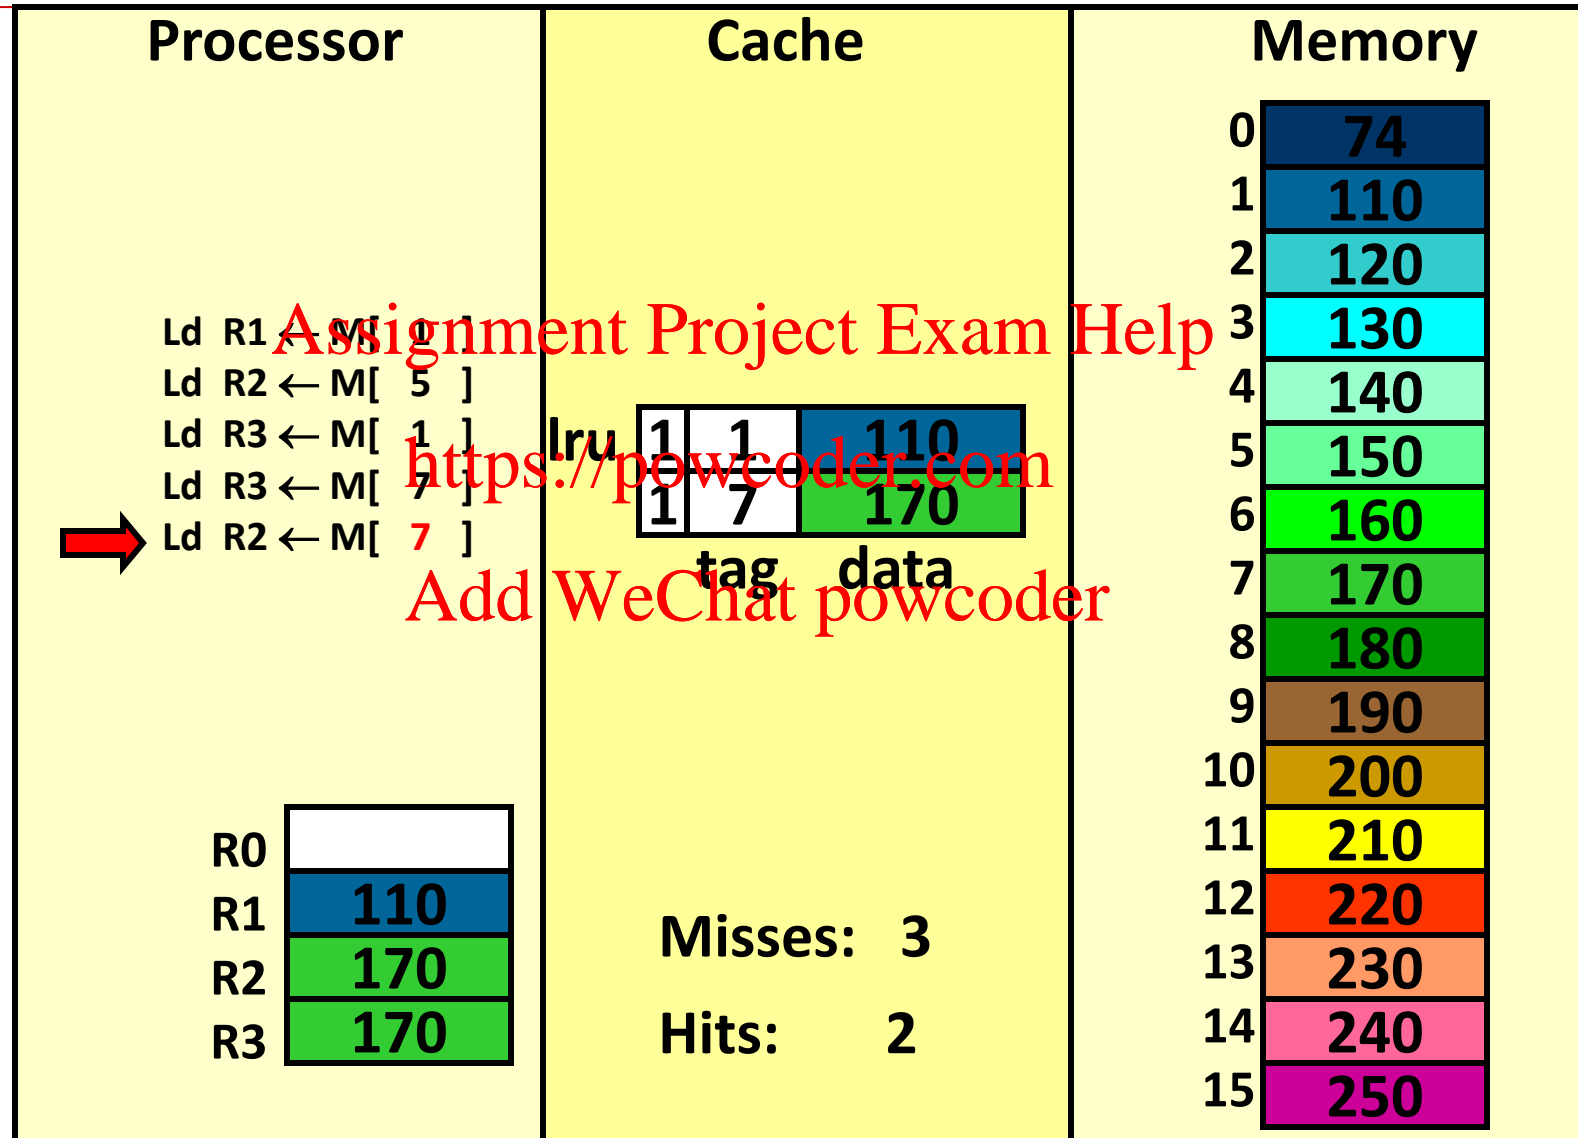 Processor
Cache
Memory
Ld R1 ← M[ 1 ]
Ld R2 ← M[ 5 ]
Ld R3 ← M[ 1 ]
Ld R3 ← M[ 7 ]
Ld R2 ← M[ 7 ]
Assignment Project Exam Help
https://powcoder.com
Add WeChat powcoder
lru 1 1 110
1 7 170
tag data
R0
R1 110
R2 170
R3 170
Misses: 3
Hits: 2
0 74
1 110
2 120
3 130
4 140
5 150
6 160
7 170
8 180
9 190
10 200
11 210
12 220
13 230
14 240
15 250